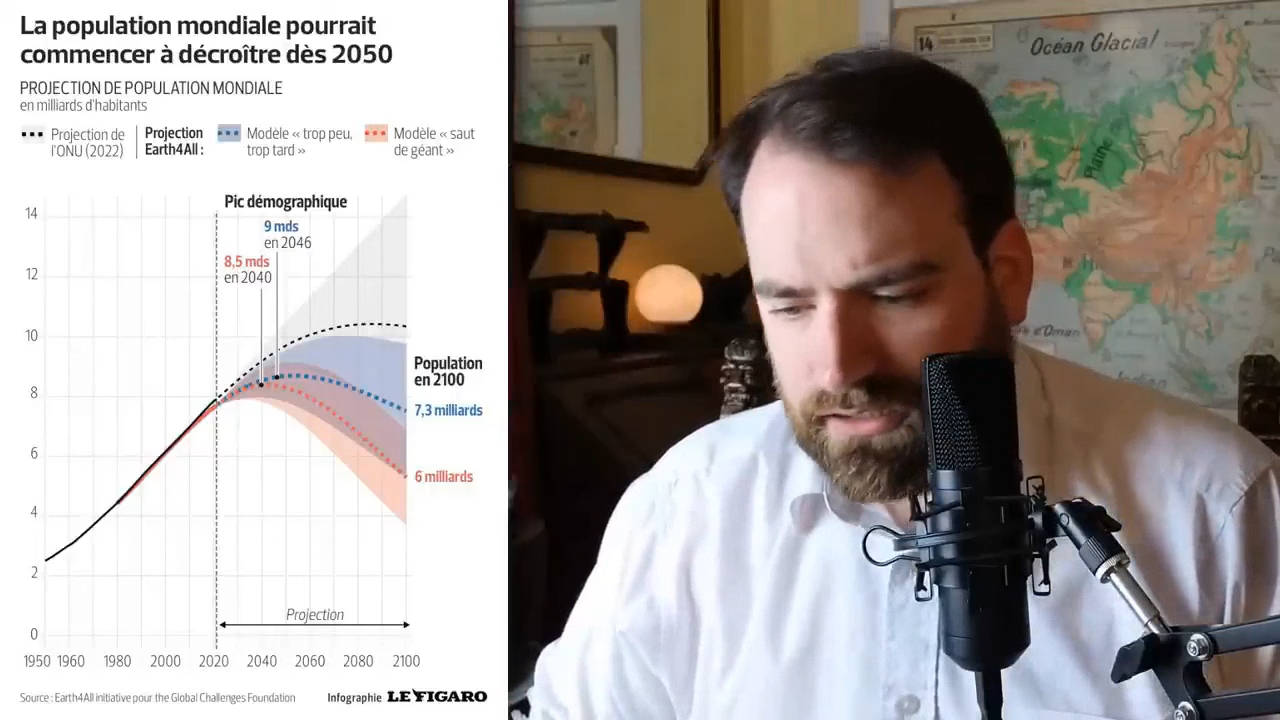 La population mondiale pourrait
commencer à décroître dès 2050
PROJECTION DE POPULATION MONDIALE
en milliards d'habitants
Projection de
l'ONU (2022)
Projection
Earth4All :
Modèle « trop peu,
trop tard »
Modèle « saut
de géant »
Pic démographique
9 mds
en 2046
8,5 mds
en 2040
14
12
10
8
6
4
2
0
Population
en 2100
7,3 milliards
6 milliards
Projection
1950 1960 1980 2000 2020 2040 2060 2080 2100
Source : Earth4All initiative pour the Global Challenges Foundation
Infographie LE FIGARO
14
Océan Glacial
Plaine
d'Oman